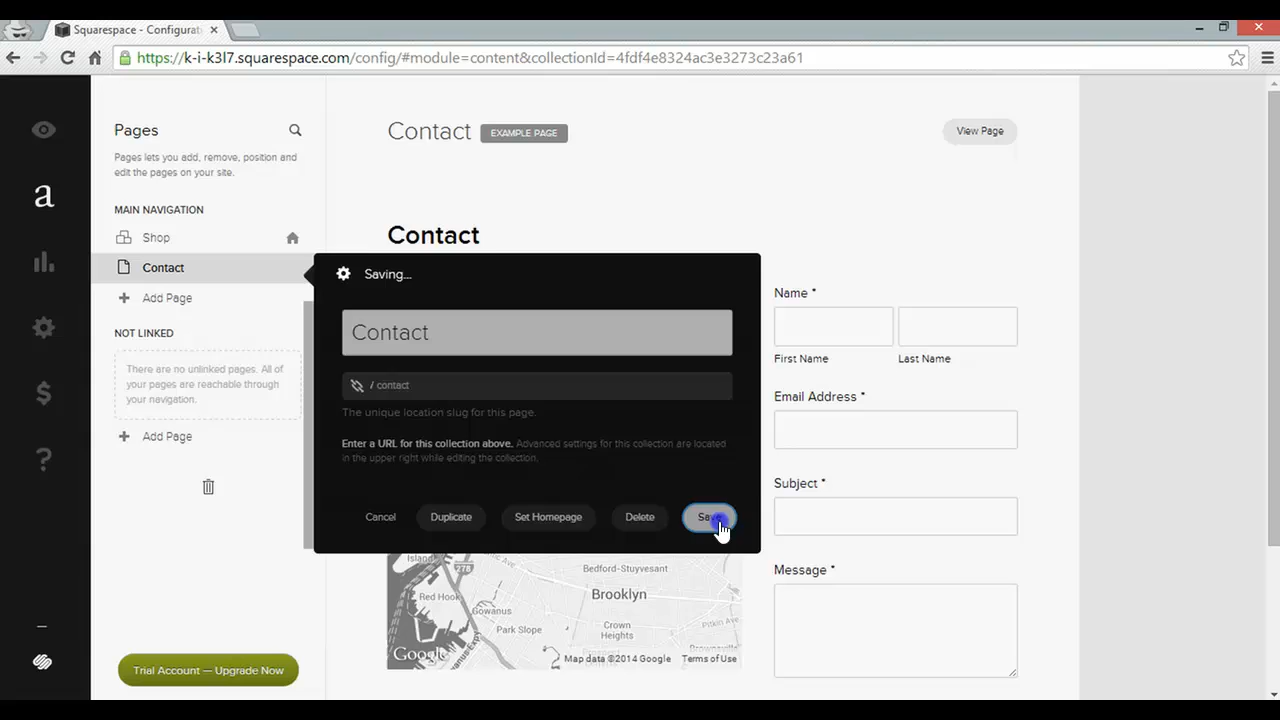 Squarespace - Configurat
https://k-i-k3l7.squarespace.com/config/#module=content&collectionId=4fdf4e8324ac3e3273c23a61
a
$
?
Trial Account — Upgrade Now
Pages
Pages lets you add, remove, position and
edit the pages on your site.
MAIN NAVIGATION
Shop
Contact
Add Page
NOT LINKED
There are no unlinked pages. All of
your pages are reachable through
your navigation.
Add Page
Contact EXAMPLE PAGE
View Page
Contact
Saving...
Contact
/ contact
The unique location slug for this page.
Enter a URL for this collection above. Advanced settings for this collection are located
in the upper right while editing the collection.
Cancel Duplicate Set Homepage Delete Save
Name *
First Name Last Name
Email Address *
Subject *
Message *
Island
278
Bedford-Stuyvesant
Red Hook
Gowanus
Brooklyn
Park Slope
Crown
Heights
Pitkin Ave
Brownsville
Google
Map data ©2014 Google Terms of Use